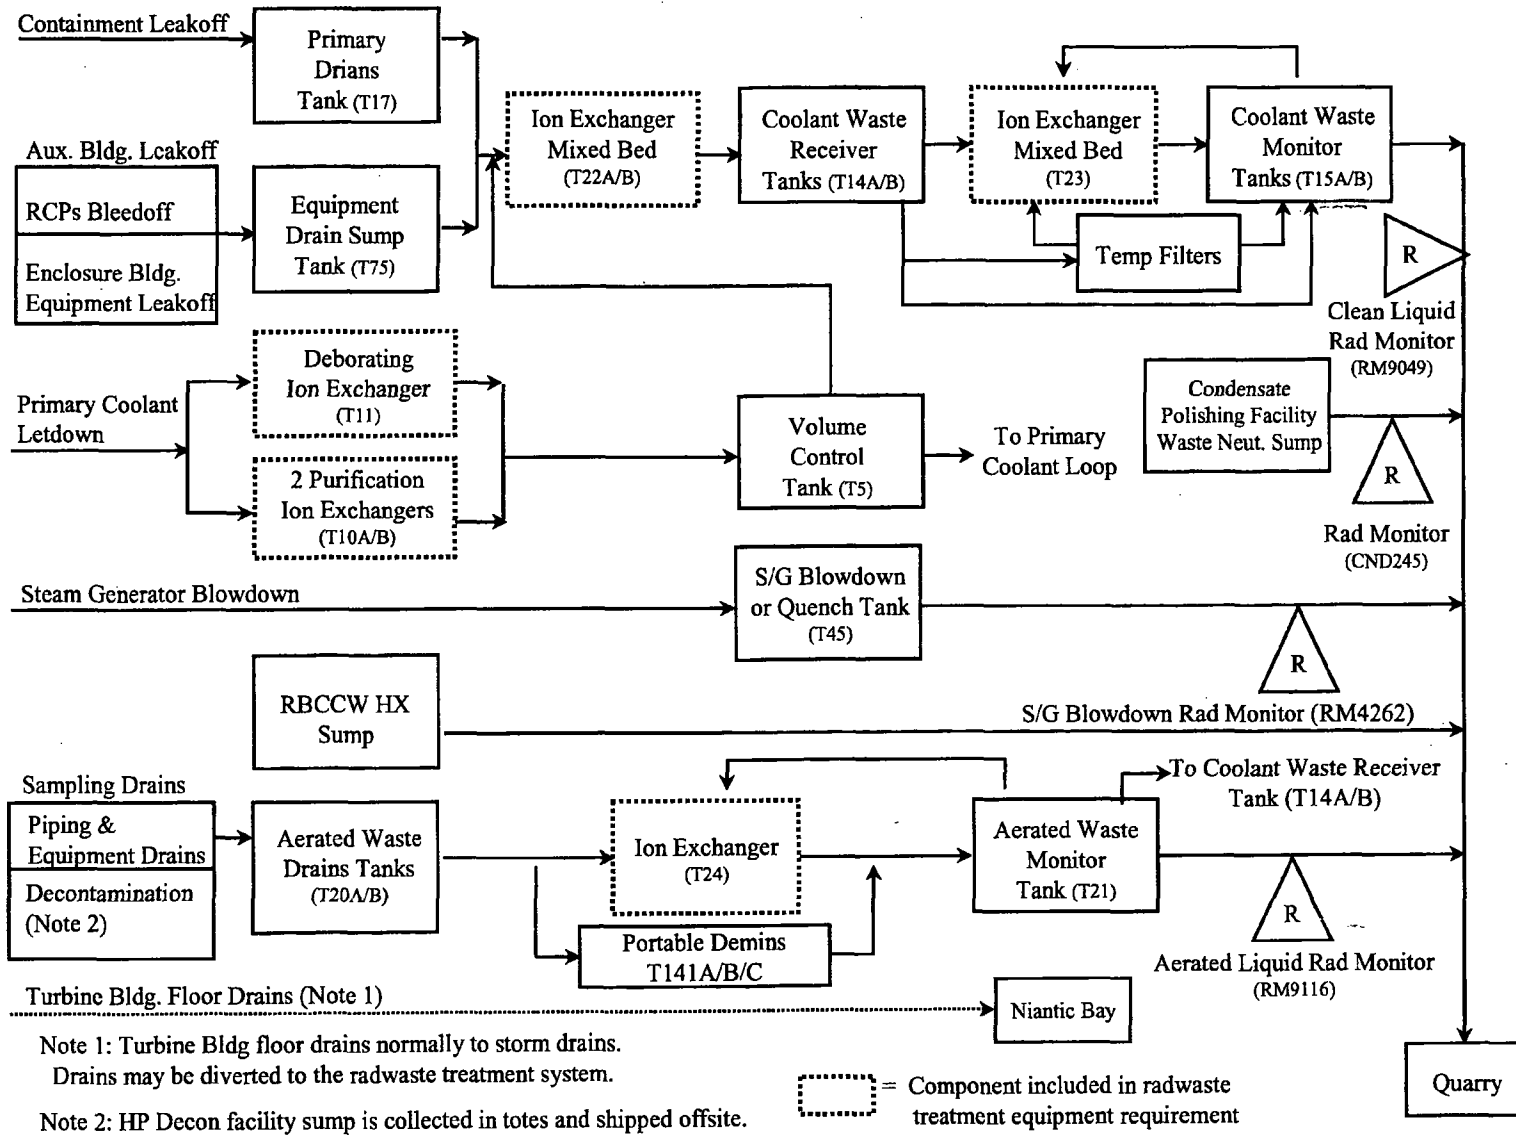 Containment Leakoff
Primary
Drians
Tank (T17)
Aux. Bldg. Leakoff
RCPs Bleedoff
Enclosure Bldg.
Equipment Leakoff
Equipment
Drain Sump
Tank (T75)
Ion Exchanger
Mixed Bed
(T22A/B)
Coolant Waste
Receiver
Tanks (T14A/B)
Ion Exchanger
Mixed Bed
(T23)
Coolant Waste
Monitor
Tanks (T15A/B)
Temp Filters
R
Clean Liquid
Rad Monitor
(RM9049)
Primary Coolant
Letdown
Deborating
Ion Exchanger
(T11)
2 Purification
Ion Exchangers
(T10A/B)
Volume
Control
Tank (T5)
To Primary
Coolant Loop
Condensate
Polishing Facility
Waste Neut. Sump
R
Rad Monitor
(CND245)
Steam Generator Blowdown
S/G Blowdown
or Quench Tank
(T45)
R
S/G Blowdown Rad Monitor (RM4262)
RBCCW HX
Sump
Sampling Drains
Piping &
Equipment Drains
Decontamination
(Note 2)
Aerated Waste
Drains Tanks
(T20A/B)
Ion Exchanger
(T24)
Portable Demins
T141A/B/C
Aerated Waste
Monitor
Tank (T21)
To Coolant Waste Receiver
Tank (T14A/B)
R
Aerated Liquid Rad Monitor
(RM9116)
Turbine Bldg. Floor Drains (Note 1)
Niantic Bay
Quarry
Note 1: Turbine Bldg floor drains normally to storm drains.
Drains may be diverted to the radwaste treatment system.
Note 2: HP Decon facility sump is collected in totes and shipped offsite.
= Component included in radwaste
treatment equipment requirement